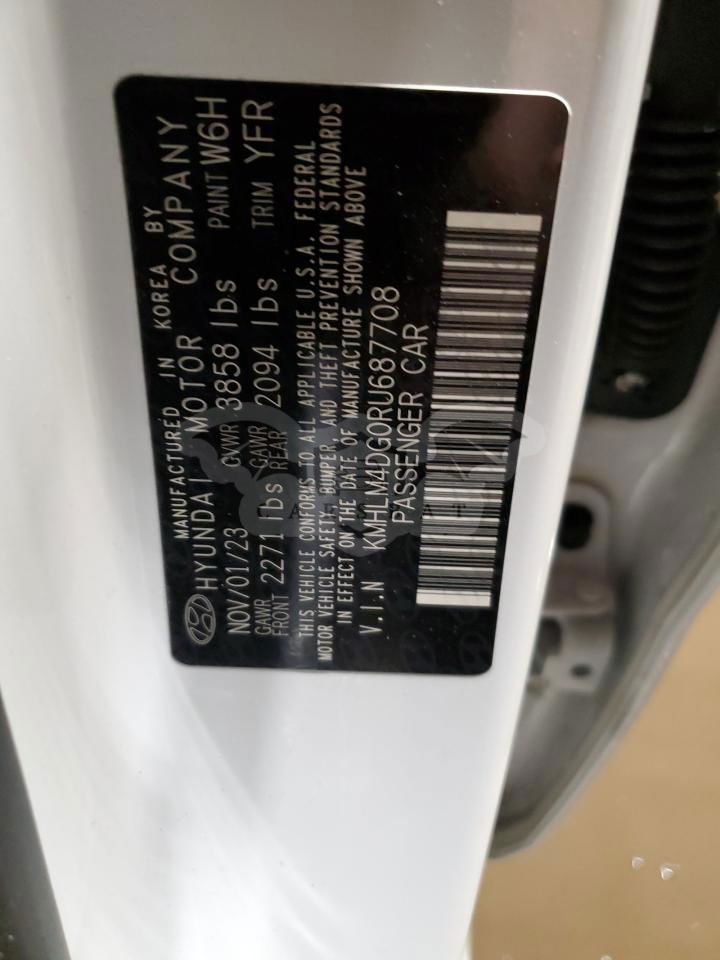 MANUFACTURED IN KOREA BY
HYUNDAI MOTOR COMPANY
NOV/01/23 GVWR 3858 lbs PAINT W6H
GAWR FRONT 2271 lbs GAWR REAR 2094 lbs TRIM YFR
THIS VEHICLE CONFORMS TO ALL APPLICABLE U.S.A. FEDERAL
MOTOR VEHICLE SAFETY, BUMPER AND THEFT PREVENTION STANDARDS
IN EFFECT ON THE DATE OF MANUFACTURE SHOWN ABOVE
V.I.N KMHLM4DG0RU687708
PASSENGER CAR